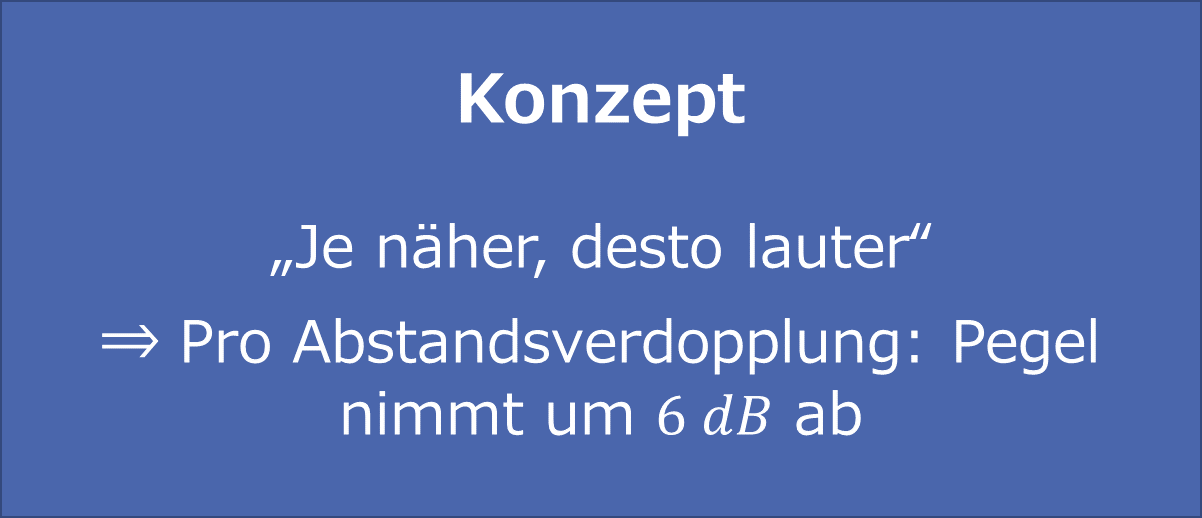 Konzept
„Je näher, desto lauter“
⇒ Pro Abstandsverdopplung: Pegel
nimmt um 6 dB ab